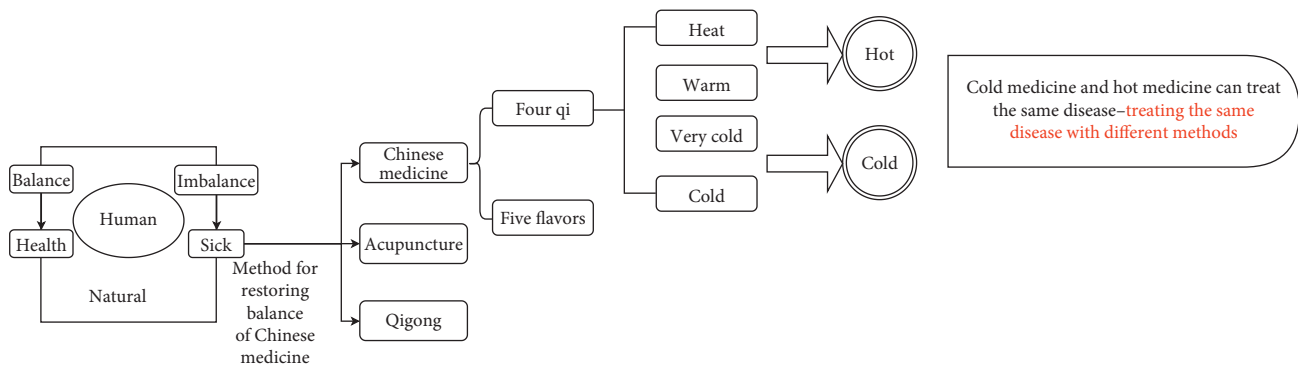 Balance
Imbalance
Human
Health
Sick
Natural
Method for
restoring
balance
of Chinese
medicine
Chinese
medicine
Acupuncture
Qigong
Four qi
Five flavors
Heat
Warm
Very cold
Cold
Hot
Cold
Cold medicine and hot medicine can treat
the same disease–treating the same
disease with different methods